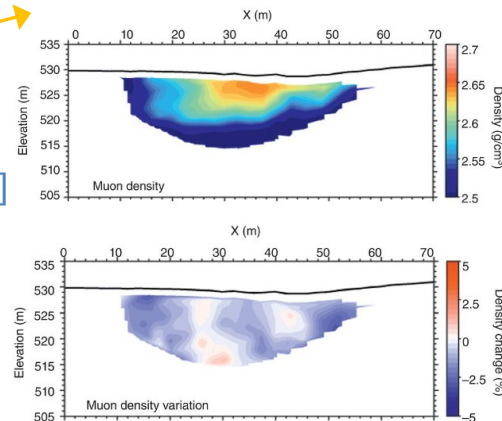 X (m)
0 10 20 30 40 50 60 70
535
530
525
520
515
510
505
Elevation (m)
Muon density
2.7
2.65
2.6
2.55
2.5
Density (g/cm³)
X (m)
0 10 20 30 40 50 60 70
535
530
525
520
515
510
505
Elevation (m)
Muon density variation
5
2.5
0
−2.5
−5
Density change (%)